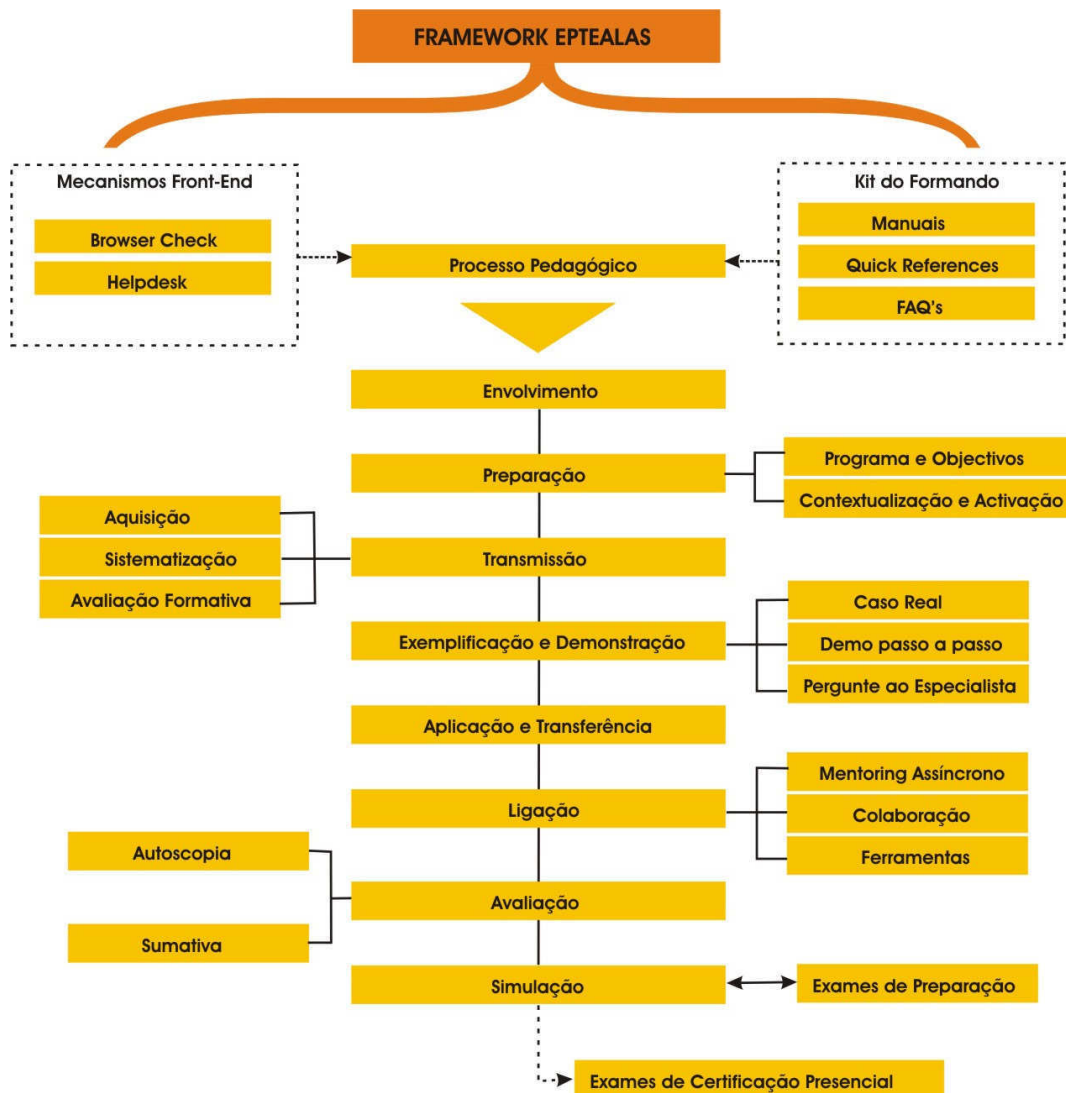 FRAMEWORK EPTEALAS
Mecanismos Front-End
Browser Check
Helpdesk
Kit do Formando
Manuais
Quick References
FAQ's
Processo Pedagógico
Envolvimento
Preparação
Programa e Objectivos
Contextualização e Activação
Aquisição
Sistematização
Avaliação Formativa
Transmissão
Exemplificação e Demonstração
Caso Real
Demo passo a passo
Pergunte ao Especialista
Aplicação e Transferência
Ligação
Mentoring Assíncrono
Colaboração
Ferramentas
Autoscopia
Sumativa
Avaliação
Simulação
Exames de Preparação
Exames de Certificação Presencial